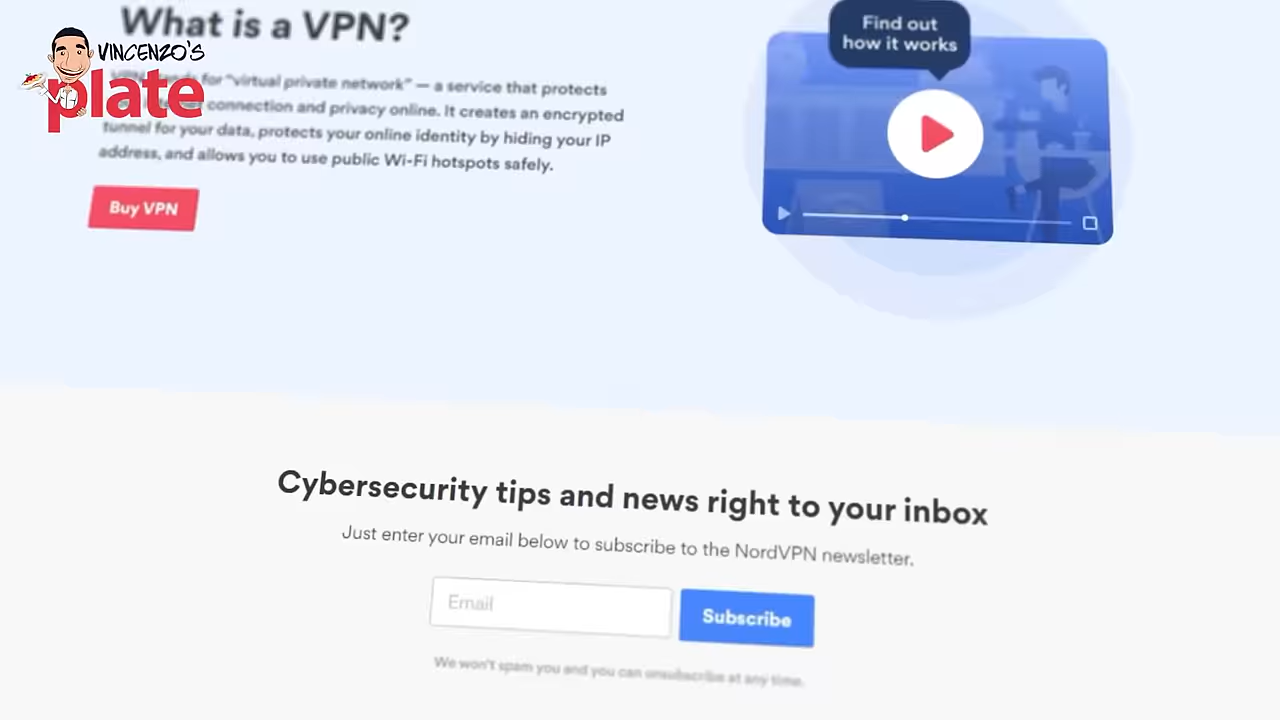 What is a VPN?
VINCENZO'S
plate
for “virtual private network” — a service that protects
connection and privacy online. It creates an encrypted
tunnel for your data, protects your online identity by hiding your IP
address, and allows you to use public Wi-Fi hotspots safely.
Buy VPN
Find out
how it works
Cybersecurity tips and news right to your inbox
Just enter your email below to subscribe to the NordVPN newsletter.
Email
Subscribe
We won't spam you and you can unsubscribe at any time.